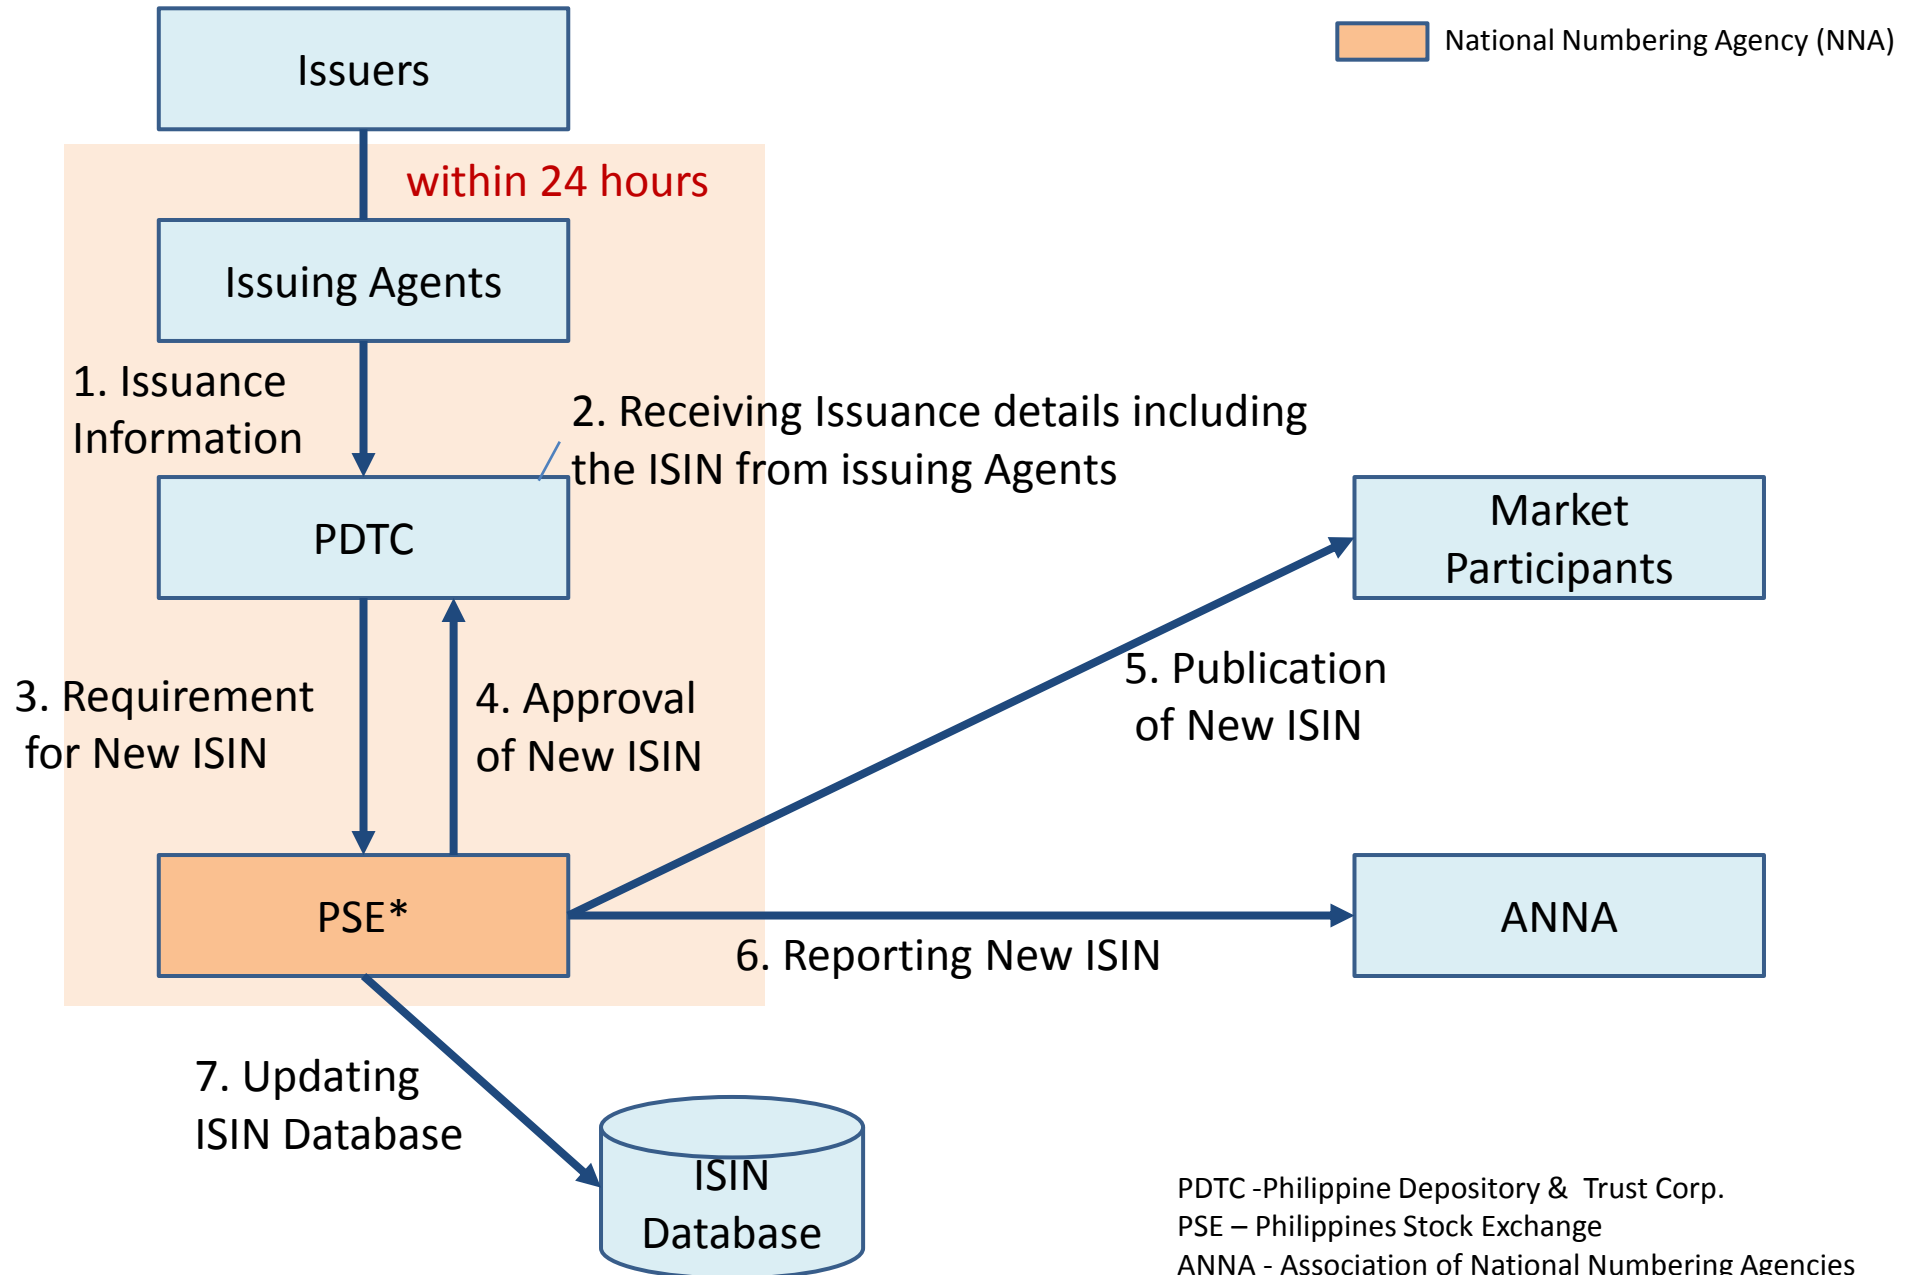 Issuers
National Numbering Agency (NNA)
within 24 hours
Issuing Agents
1. Issuance
Information
2. Receiving Issuance details including
the ISIN from issuing Agents
PDTC
Market
Participants
3. Requirement
for New ISIN
4. Approval
of New ISIN
5. Publication
of New ISIN
PSE*
ANNA
6. Reporting New ISIN
7. Updating
ISIN Database
ISIN
Database
PDTC -Philippine Depository & Trust Corp.
PSE – Philippines Stock Exchange
ANNA - Association of National Numbering Agencies